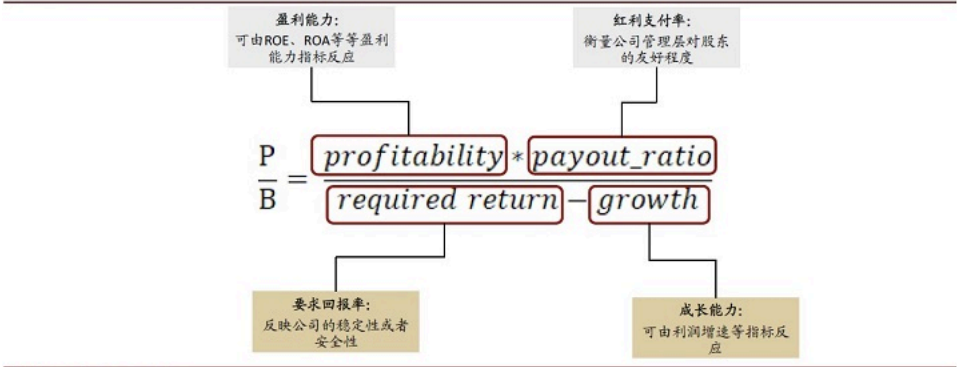 盈利能力:
可由ROE、ROA等等盈利
能力指标反应
红利支付率:
衡量公司管理层对股东
的友好程度
P
B
=
profitability * payout_ratio
required return − growth
要求回报率:
反映公司的稳定性或者
安全性
成长能力:
可由利润增速等指标反
应